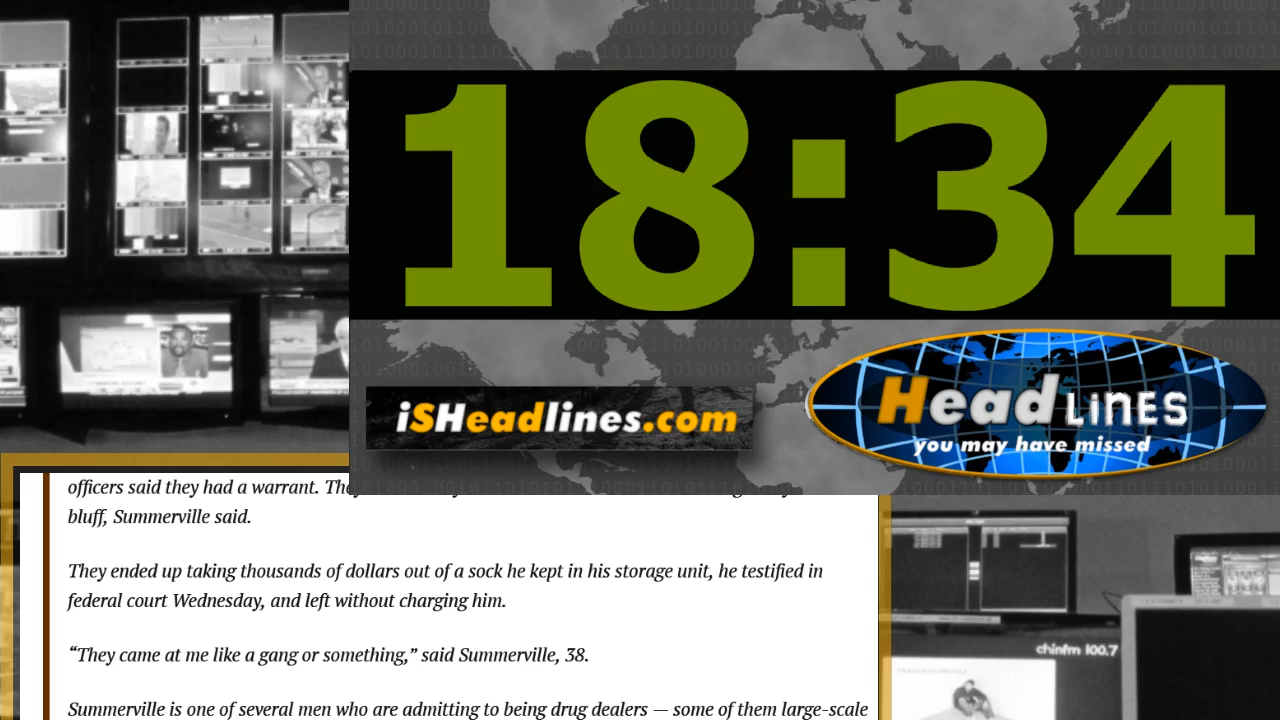 18:34
iSHeadlines.com
HeadLINES
you may have missed
officers said they had a warrant. They
bluff, Summerville said.
They ended up taking thousands of dollars out of a sock he kept in his storage unit, he testified in
federal court Wednesday, and left without charging him.
“They came at me like a gang or something,” said Summerville, 38.
Summerville is one of several men who are admitting to being drug dealers — some of them large-scale
chinfm 100.7